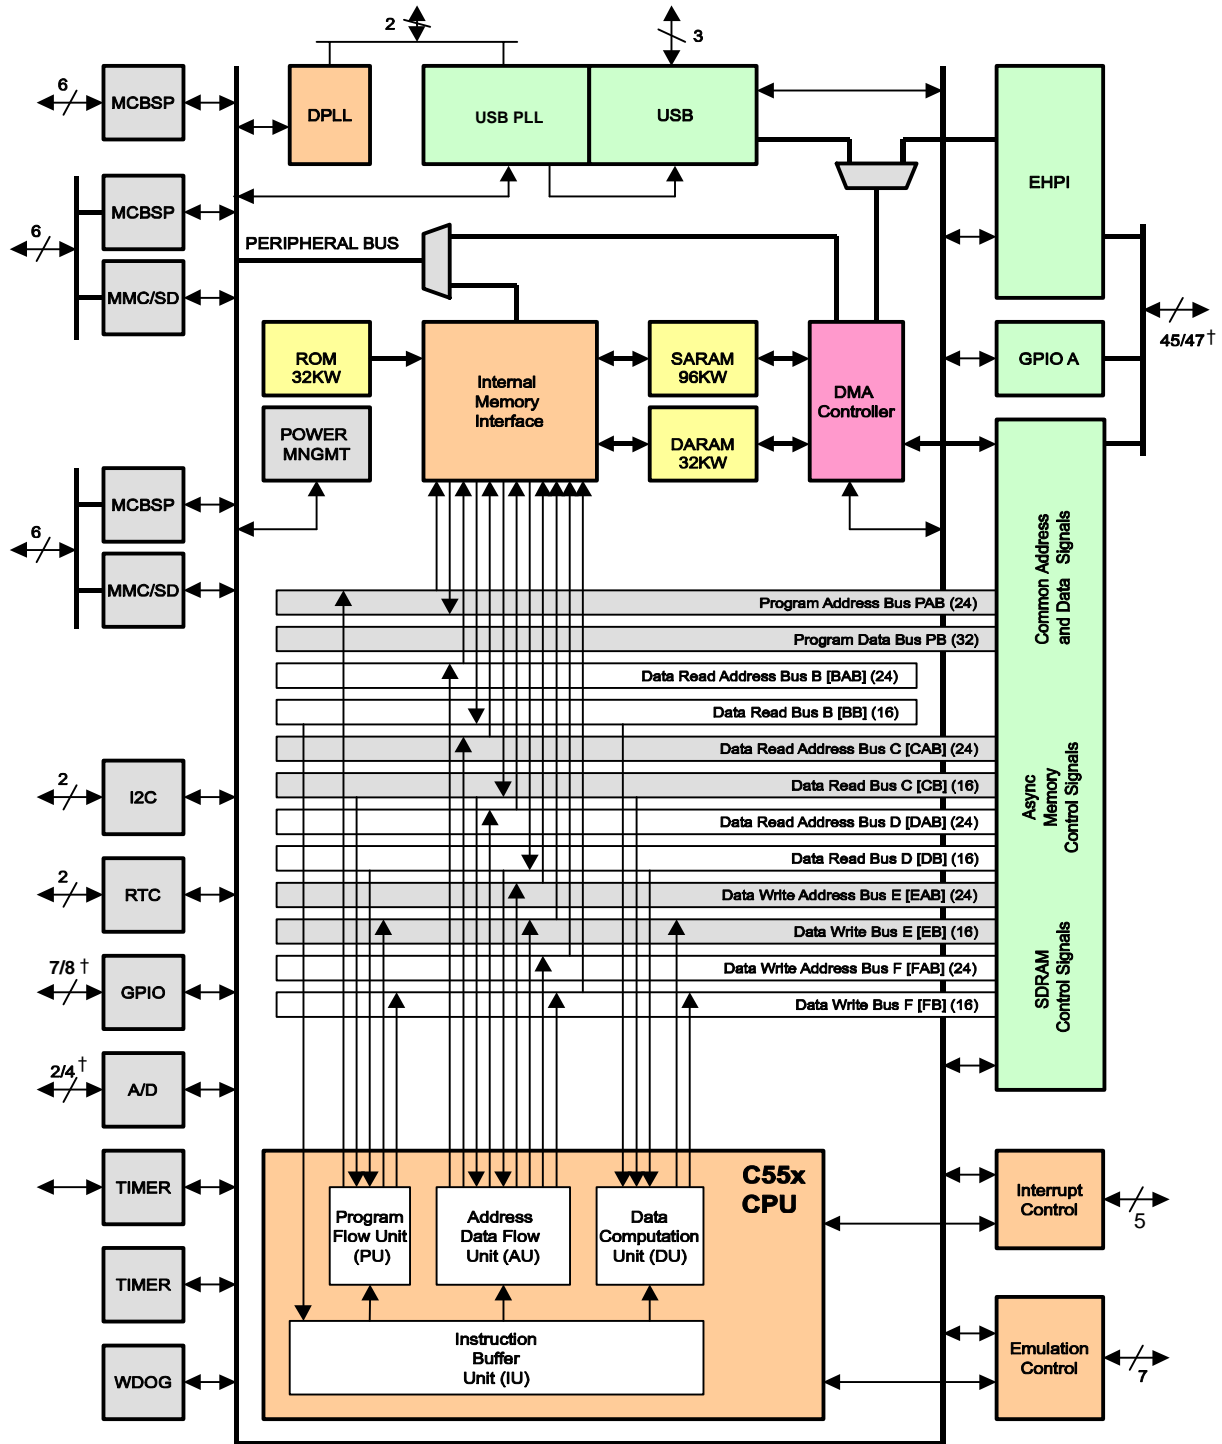 2
3
6
MCBSP
DPLL
USB PLL
USB
EHPI
MCBSP
6
MMC/SD
PERIPHERAL BUS
45/47†
ROM
32KW
Internal
Memory
Interface
SARAM
96KW
DMA
Controller
GPIO A
POWER
MNGMT
DARAM
32KW
MCBSP
6
MMC/SD
Common Address
and Data Signals
Program Address Bus PAB (24)
Program Data Bus PB (32)
Data Read Address Bus B [BAB] (24)
Data Read Bus B [BB] (16)
Data Read Address Bus C [CAB] (24)
Data Read Bus C [CB] (16)
Data Read Address Bus D [DAB] (24)
Data Read Bus D [DB] (16)
Data Write Address Bus E [EAB] (24)
Data Write Bus E [EB] (16)
Data Write Address Bus F [FAB] (24)
Data Write Bus F [FB] (16)
Async
Memory
Control Signals
SDRAM
Control Signals
2
I2C
2
RTC
7/8 †
GPIO
2/4 †
A/D
TIMER
TIMER
WDOG
C55x
CPU
Program
Flow Unit
(PU)
Address
Data Flow
Unit (AU)
Data
Computation
Unit (DU)
Instruction
Buffer
Unit (IU)
Interrupt
Control
5
Emulation
Control
7